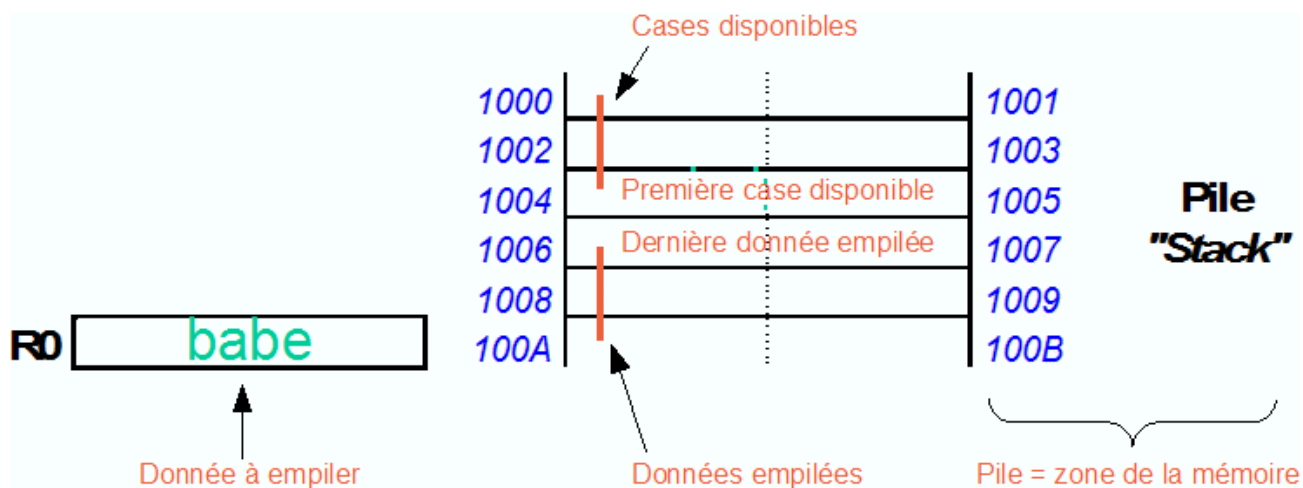 Cases disponibles
1000 1001
1002 1003
Première case disponible
1004 1005
Pile
Dernière donnée empilée
1006 1007
"Stack"
1008 1009
R0 babe
100A 100B
Donnée à empiler
Données empilées
Pile = zone de la mémoire